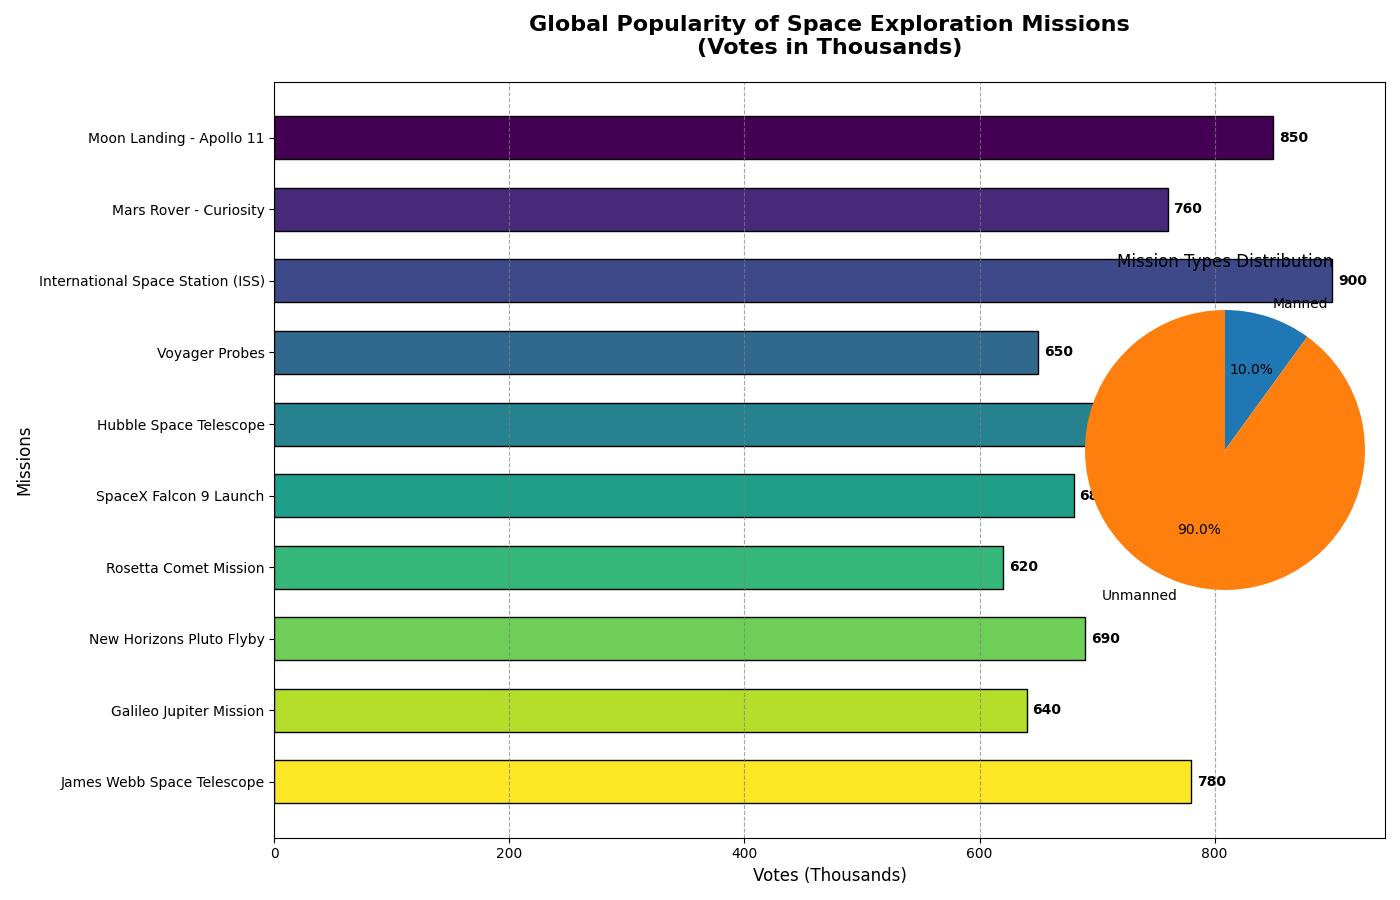 Global Popularity of Space Exploration Missions
(Votes in Thousands)
Moon Landing - Apollo 11
850
Mars Rover - Curiosity
760
Mission Types Distribution
International Space Station (ISS)
900
Manned
Voyager Probes
650
10.0%
Hubble Space Telescope
SpaceX Falcon 9 Launch
90.0%
Rosetta Comet Mission
620
Unmanned
New Horizons Pluto Flyby
690
Galileo Jupiter Mission
640
James Webb Space Telescope
780
Missions
0
200
400
600
800
Votes (Thousands)